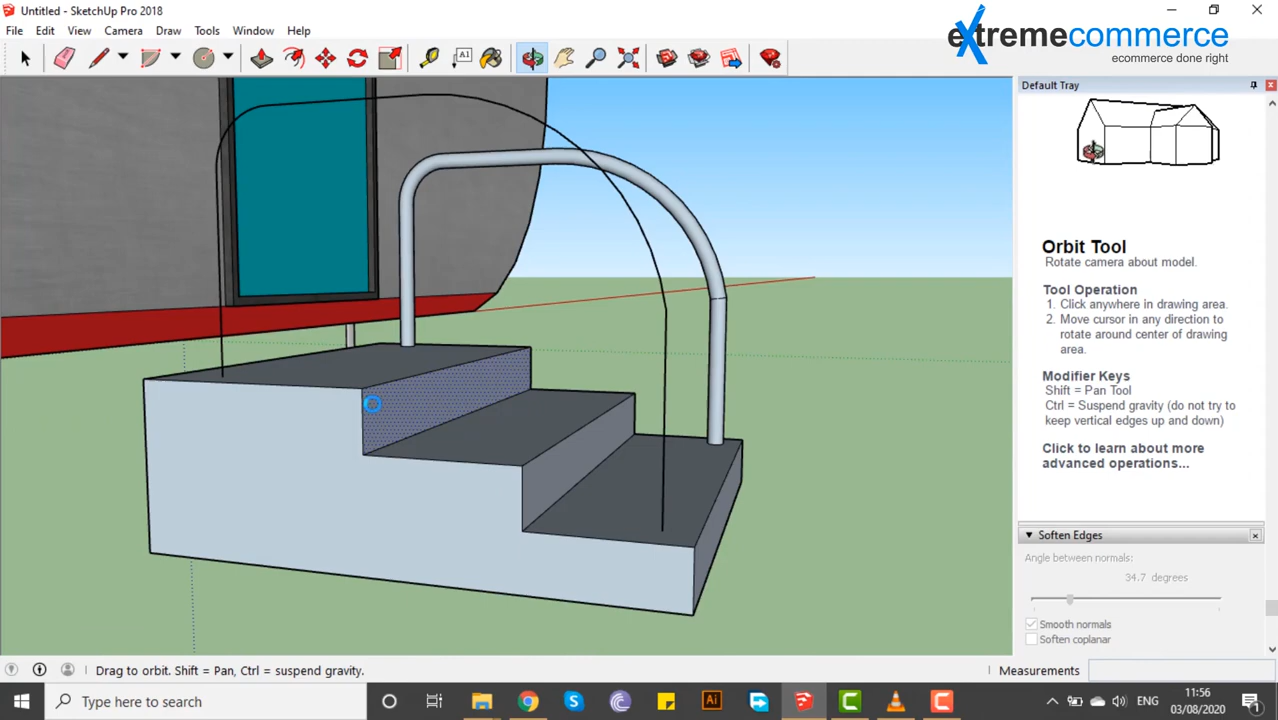 Untitled - SketchUp Pro 2018
File Edit View Camera Draw Tools Window Help
extremecommerce
ecommerce done right
A1
Default Tray
Orbit Tool
Rotate camera about model.
Tool Operation
1. Click anywhere in drawing area.
2. Move cursor in any direction to
rotate around center of drawing
area.
Modifier Keys
Shift = Pan Tool
Ctrl = Suspend gravity (do not try to
keep vertical edges up and down)
Click to learn about more
advanced operations...
Soften Edges
Angle between normals:
34.7 degrees
Smooth normals
Soften coplanar
Drag to orbit. Shift = Pan, Ctrl = suspend gravity.
Measurements
Type here to search
Ai
ENG
11:56
03/08/2020
1